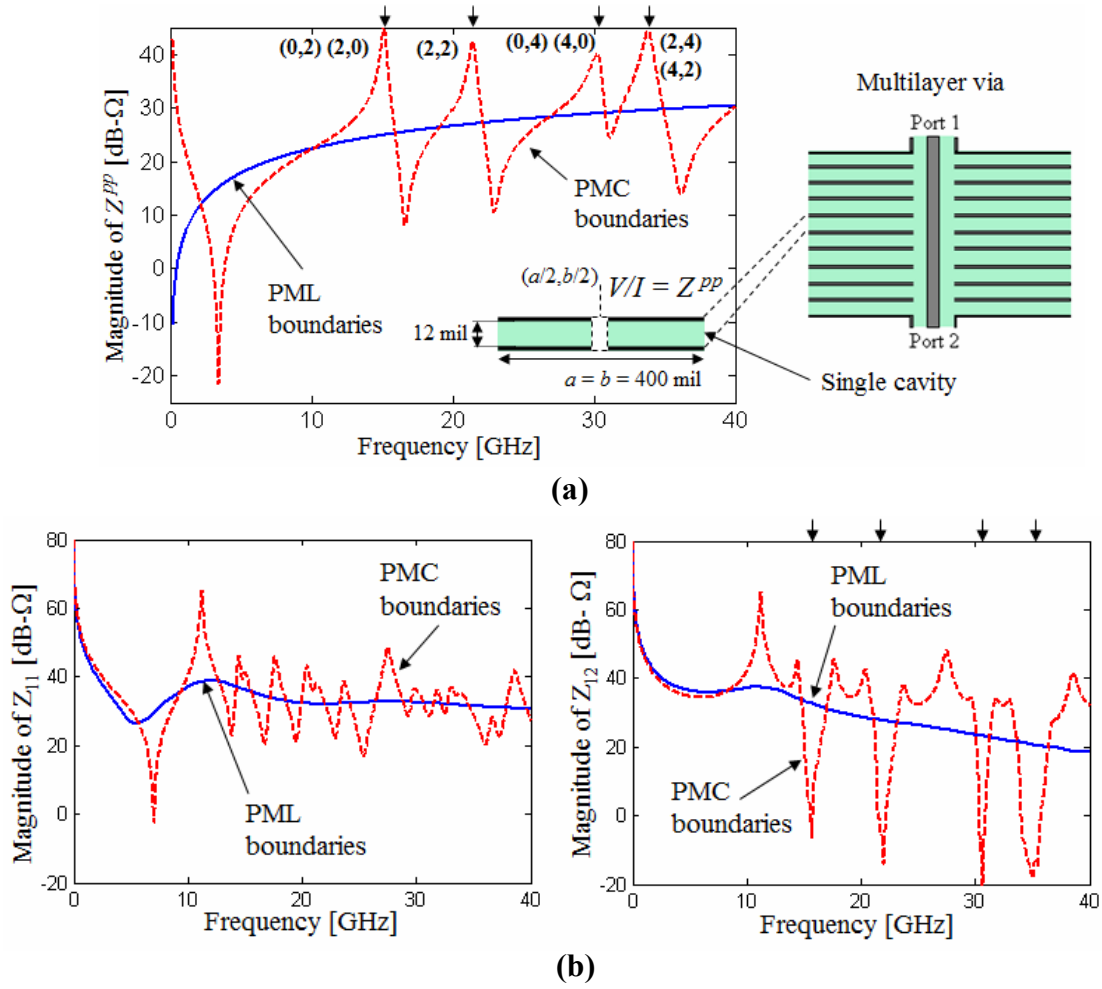 Magnitude of Z^pp [dB-Ω]
40
30
20
10
0
-10
-20
(0,2) (2,0)
(2,2)
(0,4) (4,0)
(2,4)
(4,2)
PML
boundaries
PMC
boundaries
(a/2,b/2)
V/I = Z^pp
12 mil
a = b = 400 mil
0
10
20
30
40
Frequency [GHz]
Multilayer via
Port 1
Port 2
Single cavity
(a)
Magnitude of Z11 [dB-Ω]
80
60
40
20
0
-20
PMC
boundaries
PML
boundaries
0
10
20
30
40
Frequency [GHz]
Magnitude of Z12 [dB- Ω]
80
60
40
20
0
-20
PML
boundaries
PMC
boundaries
0
10
20
30
40
Frequency [GHz]
(b)